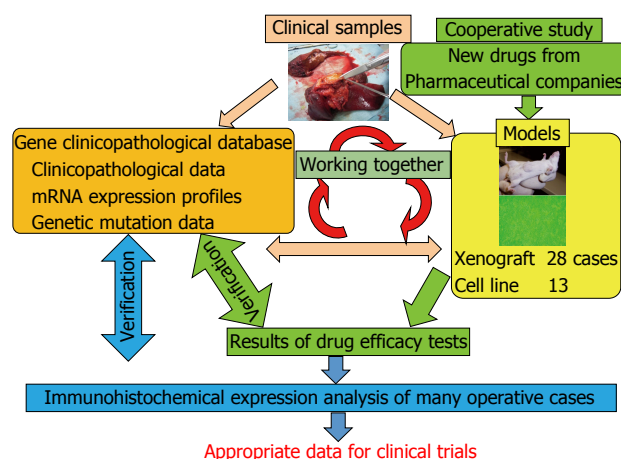 Clinical samples
Cooperative study
New drugs from
Pharmaceutical companies
Gene clinicopathological database
Clinicopathological data
mRNA expression profiles
Genetic mutation data
Working together
Models
Xenograft 28 cases
Cell line 13
Verification
Verification
Results of drug efficacy tests
Immunohistochemical expression analysis of many operative cases
Appropriate data for clinical trials